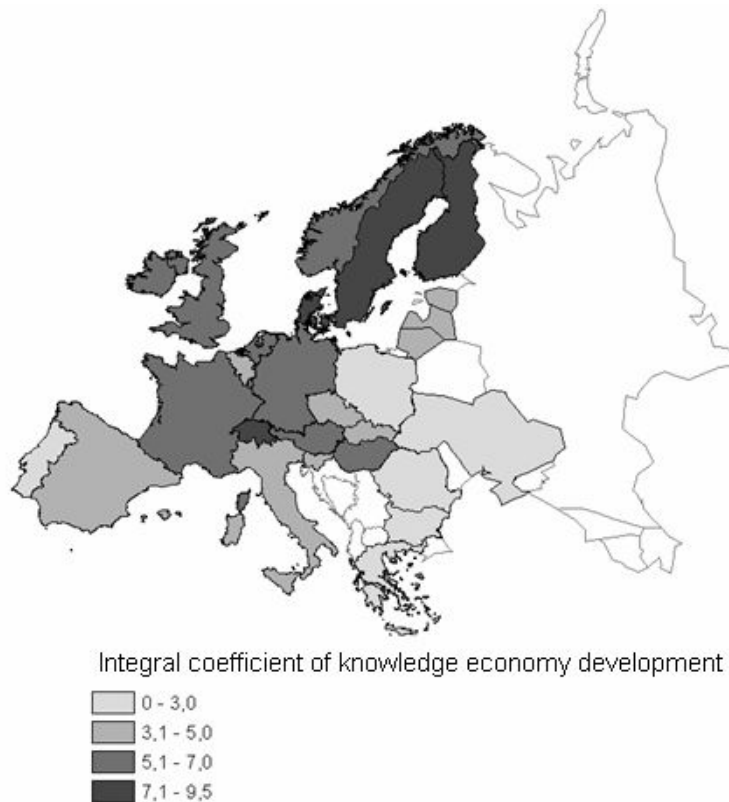 Integral coefficient of knowledge economy development
0 - 3,0
3,1 - 5,0
5,1 - 7,0
7,1 - 9,5